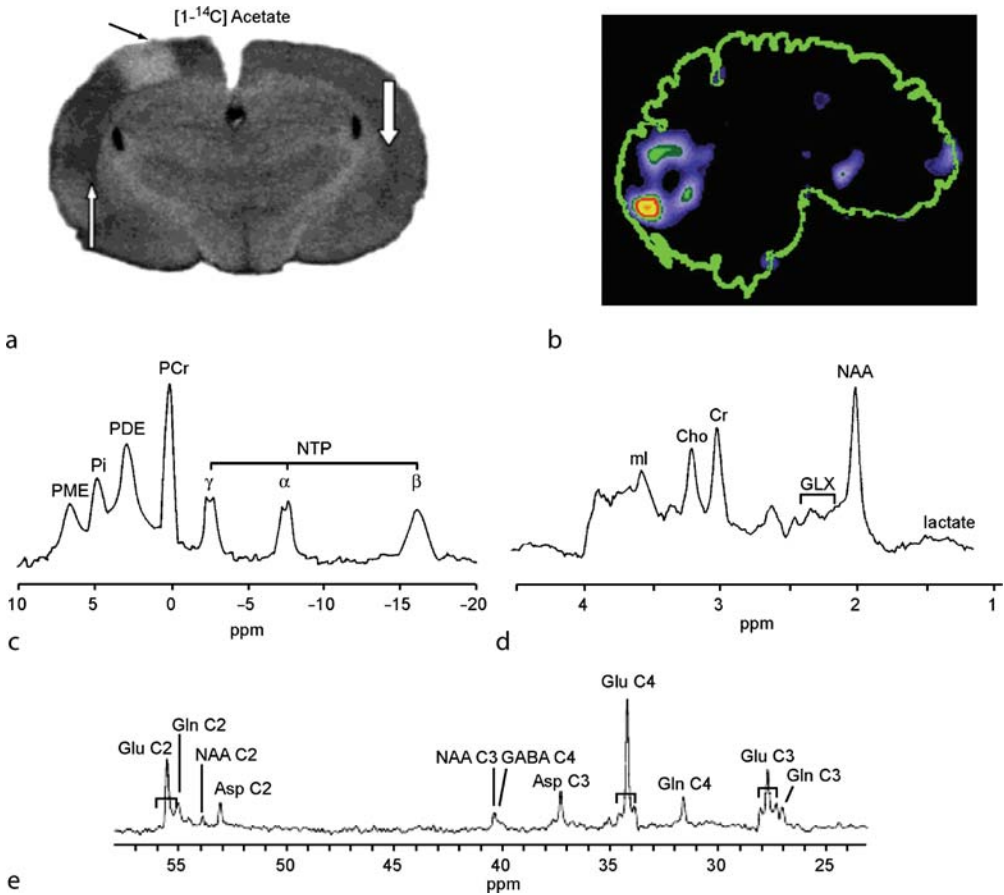 [1-¹⁴C] Acetate
a
b
PCr
PDE
Pi
PME
NTP
γ α β
10 5 0 -5 -10 -15 -20
ppm
c
NAA
Cr
Cho
mI
GLX
lactate
4 3 2 1
ppm
d
Glu C4
Gln C2
Glu C2
NAA C2
Asp C2
NAA C3 GABA C4
Asp C3
Gln C4
Glu C3
Gln C3
55 50 45 40 35 30 25
ppm
e